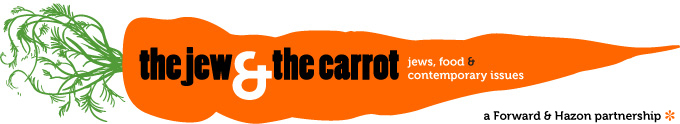 the jew & the carrot
jews, food &
contemporary issues
a Forward & Hazon partnership *